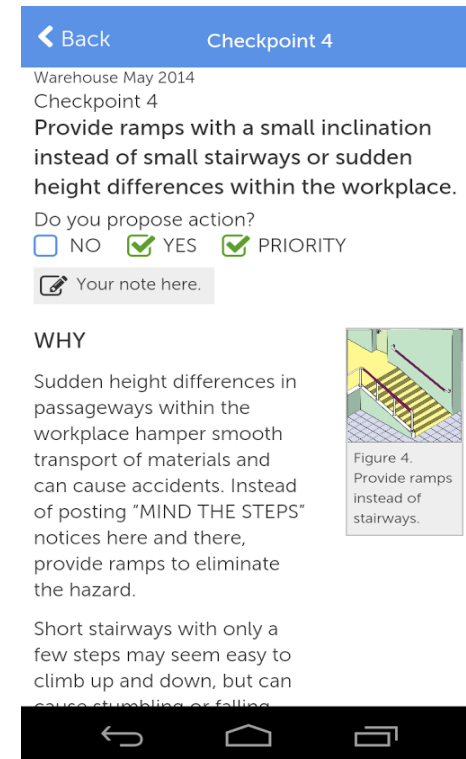 Back
Checkpoint 4
Warehouse May 2014
Checkpoint 4
Provide ramps with a small inclination
instead of small stairways or sudden
height differences within the workplace.
Do you propose action?
NO YES PRIORITY
Your note here.
WHY
Sudden height differences in
passageways within the
workplace hamper smooth
transport of materials and
can cause accidents. Instead
of posting “MIND THE STEPS”
notices here and there,
provide ramps to eliminate
the hazard.
Short stairways with only a
few steps may seem easy to
climb up and down, but can
cause stumbling or falling
Figure 4.
Provide ramps
instead of
stairways.